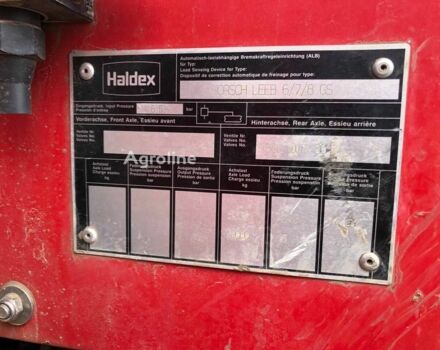 Haldex
Automatisch-lastabhängige Bremskraftregeleinrichtung (ALB)
für Typ:
Load Sensing Device for Type:
Dispositif de correction automatique de freinage pour Type:
HORSCH LEEB 6/7/8 GS
Eingangsdruck, Input Pressure
Pression d'entrée
bar
Vorderachse, Front Axle, Essieu avant
Hinterachse, Rear Axle, Essieu arrière
Ventile Nr.
Valves No.
Ventile Nr.
Valves No.
Agroline
Achslast
Axle Load
Charge essieu
kg
Federungsdruck
Suspension Pressure
Pression suspension
bar
Ausgangsdruck
Output Pressure
Pression de sortie
bar
Achslast
Axle Load
Charge essieu
kg
Federungsdruck
Suspension Pressure
Pression suspension
bar
Ausgangsdruck
Output Pressure
Pression de sortie
bar